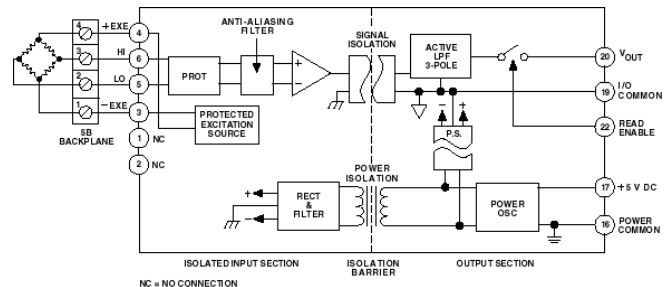 ANTI-ALIASING
FILTER
SIGNAL
ISOLATION
ACTIVE
LPF
3-POLE
4 +EXE 4
3 HI 6
2 LO 5
1 −EXE 3
5B
BACKPLANE
PROT
+
−
20 VOUT
19 I/O
COMMON
22 READ
ENABLE
PROTECTED
EXCITATION
SOURCE
1 NC
2 NC
− +
P.S.
POWER
ISOLATION
+
−
RECT
&
FILTER
POWER
OSC
17 +5 V DC
16 POWER
COMMON
ISOLATED INPUT SECTION
ISOLATION
BARRIER
OUTPUT SECTION
NC = NO CONNECTION